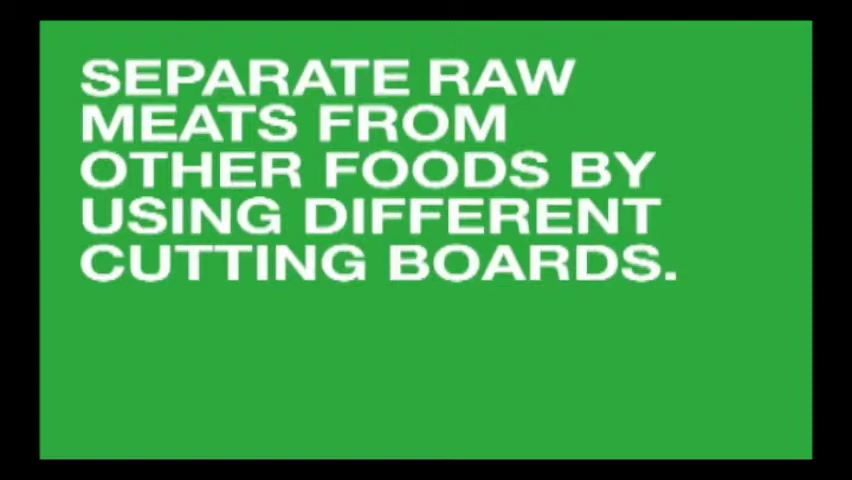 SEPARATE RAW
MEATS FROM
OTHER FOODS BY
USING DIFFERENT
CUTTING BOARDS.